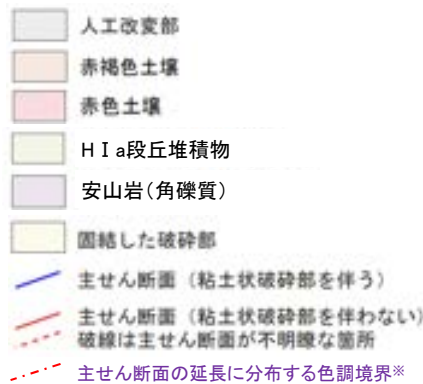 人工改変部
赤褐色土壌
赤色土壌
HⅠa段丘堆積物
安山岩(角礫質)
固結した破砕部
主せん断面（粘土状破砕部を伴う）
主せん断面（粘土状破砕部を伴わない）
破線は主せん断面が不明瞭な箇所
主せん断面の延長に分布する色調境界※